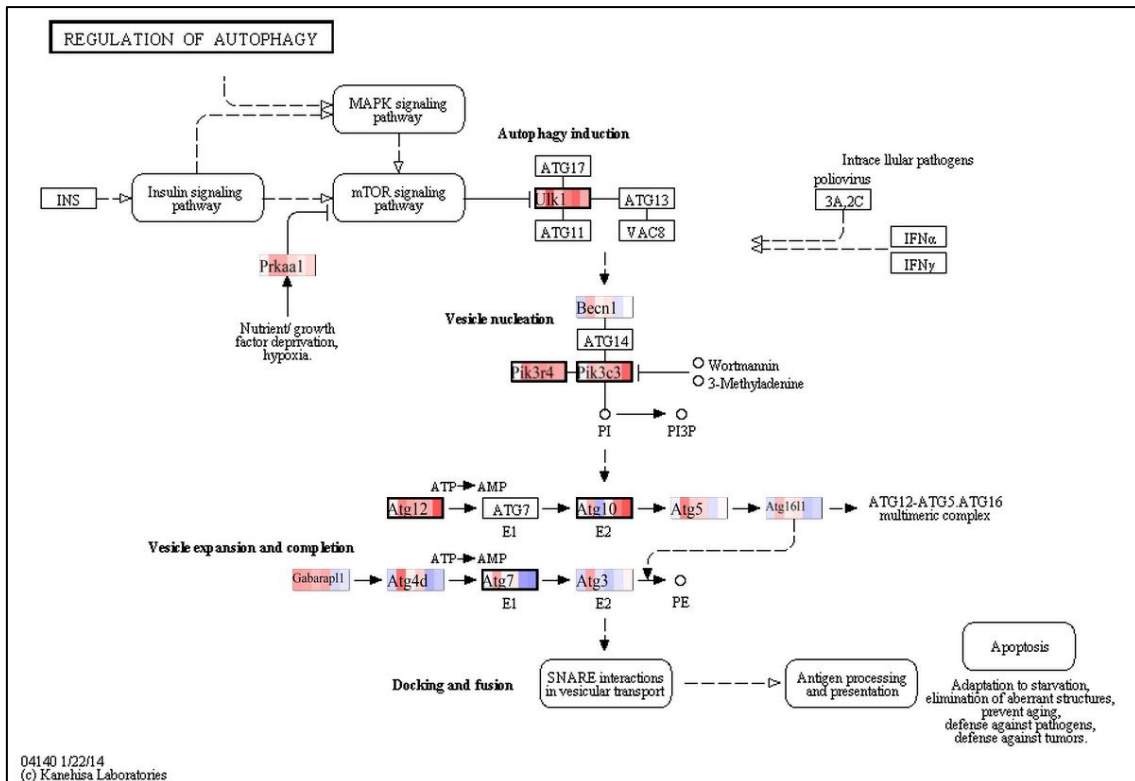 REGULATION OF AUTOPHAGY
MAPK signaling
pathway
Autophagy induction
ATG17
Intrace llular pathogens
poliovirus
INS
Insulin signaling
pathway
mTOR signaling
pathway
Ulk1
ATG13
3A,2C
ATG11
VAC8
IFNα
IFNγ
Prkaa1
Nutrient/ growth
factor deprivation,
hypoxia.
Becn1
Vesicle nucleation
ATG14
Pik3r4
Pik3c3
Wortmannin
3-Methyladenine
PI
PI3P
ATP
AMP
Atg12
ATG7
Atg10
Atg5
Atg16l1
ATG12-ATG5.ATG16
multimeric complex
E1
E2
Vesicle expansion and completion
ATP
AMP
Gabarapl1
Atg4d
Atg7
Atg3
PE
E1
E2
Docking and fusion
SNARE interactions
in vesicular transport
Antigen processing
and presentation
Apoptosis
Adaptation to starvation,
elimination of aberrant structures,
prevent aging,
defense against pathogens,
defense against tumors.
04140 1/22/14
(c) Kanehisa Laboratories